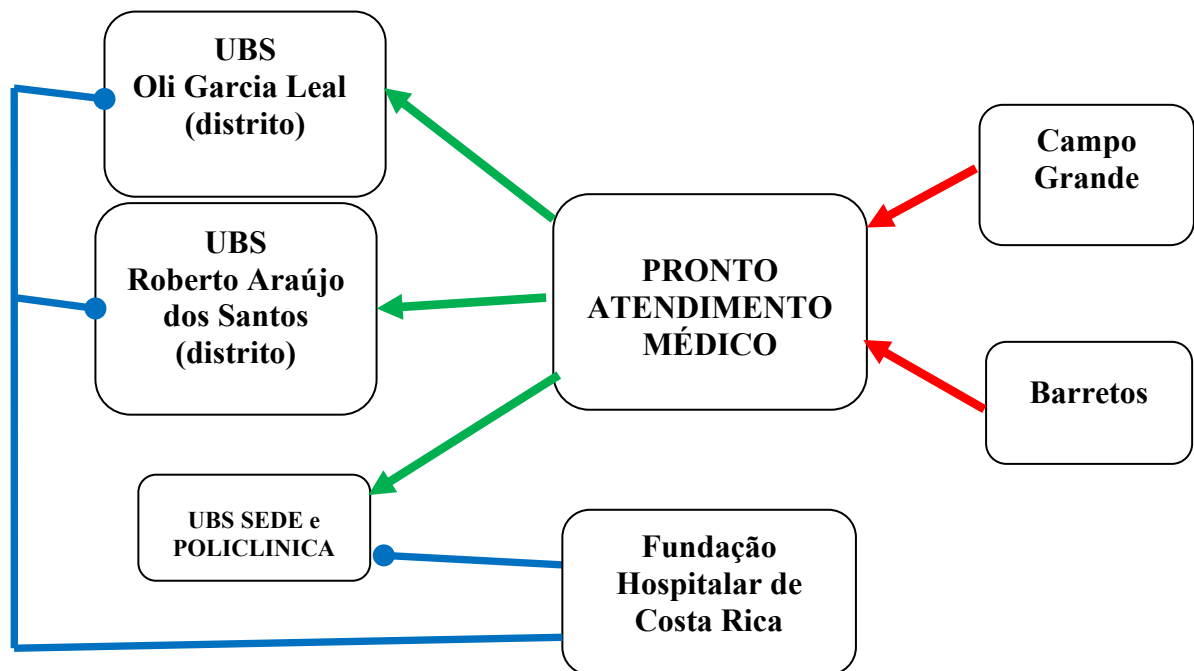 UBS
Oli Garcia Leal
(distrito)
UBS
Roberto Araújo
dos Santos
(distrito)
UBS SEDE e
POLICLINICA
PRONTO
ATENDIMENTO
MÉDICO
Fundação
Hospitalar de
Costa Rica
Campo
Grande
Barretos